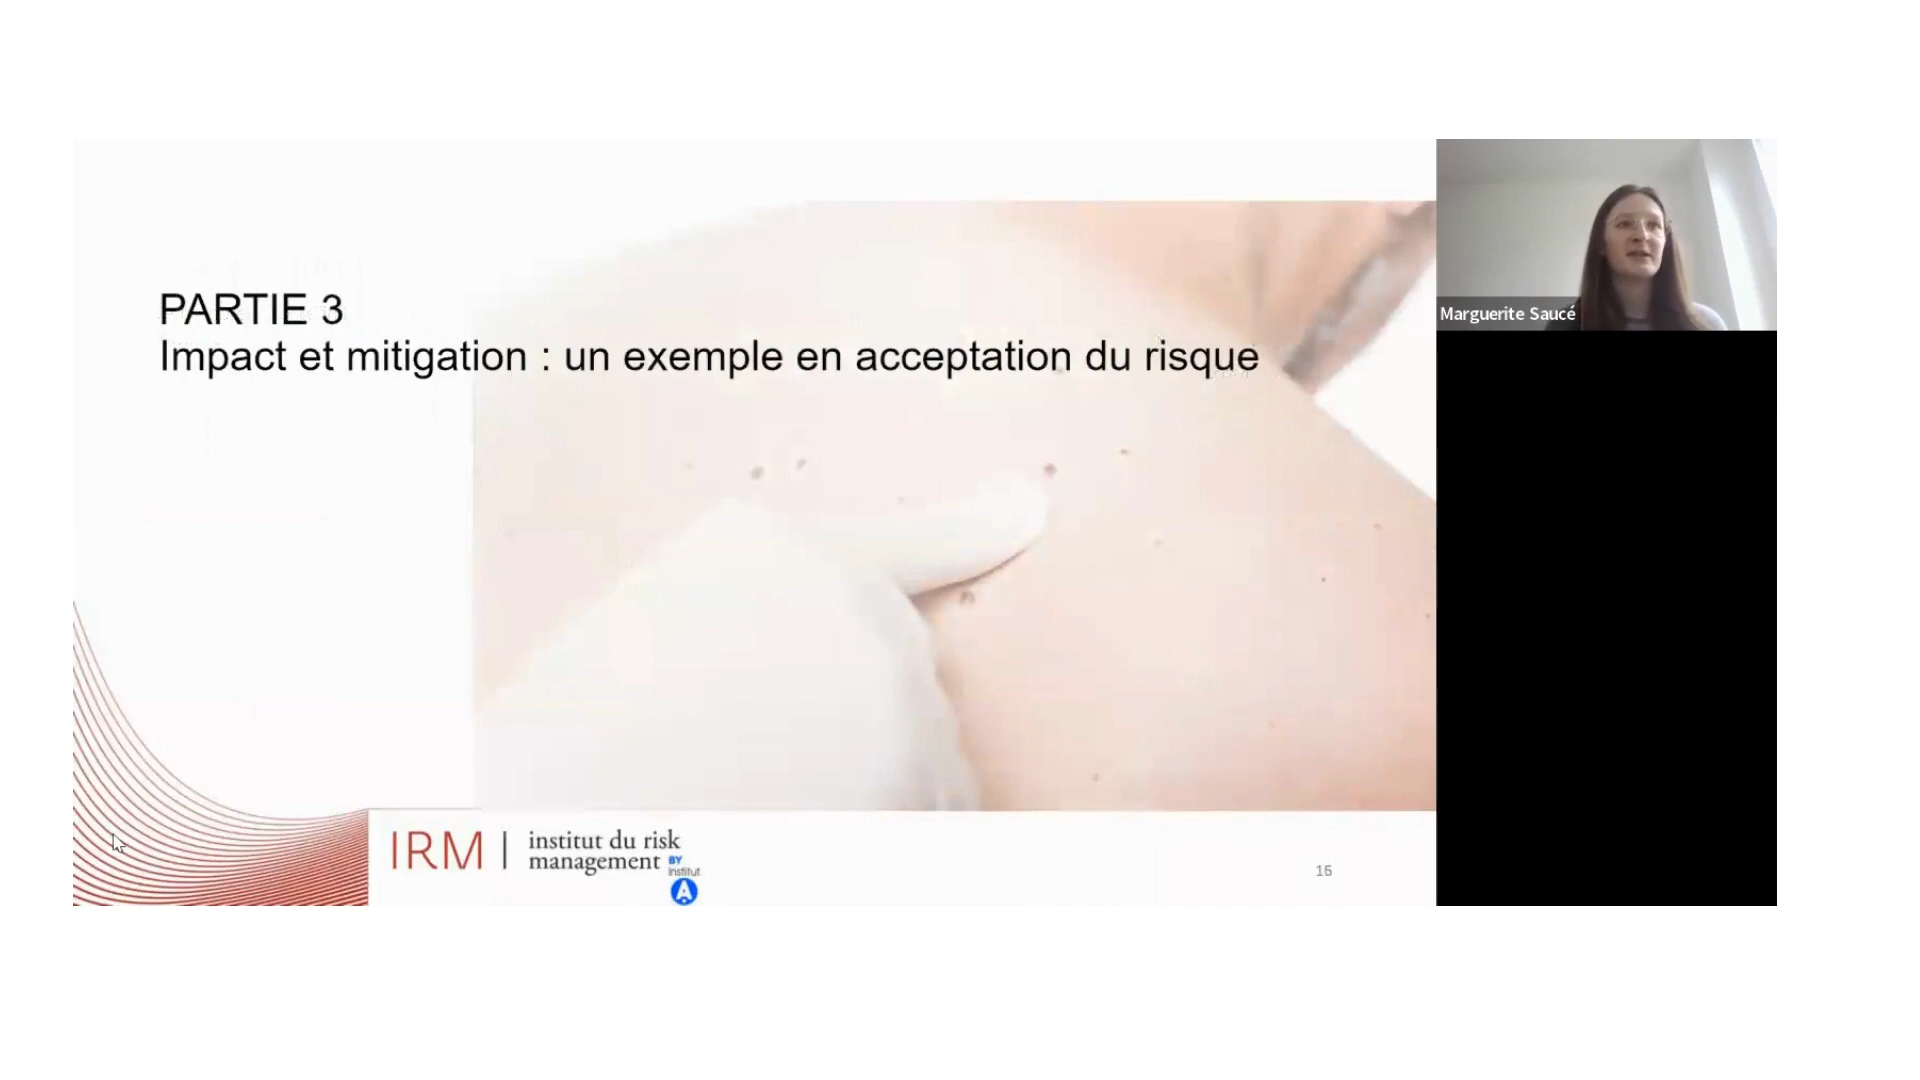 PARTIE 3
Impact et mitigation : un exemple en acceptation du risque
Marguerite Saucé
IRM | institut du risk
management BY
Institut
A
15